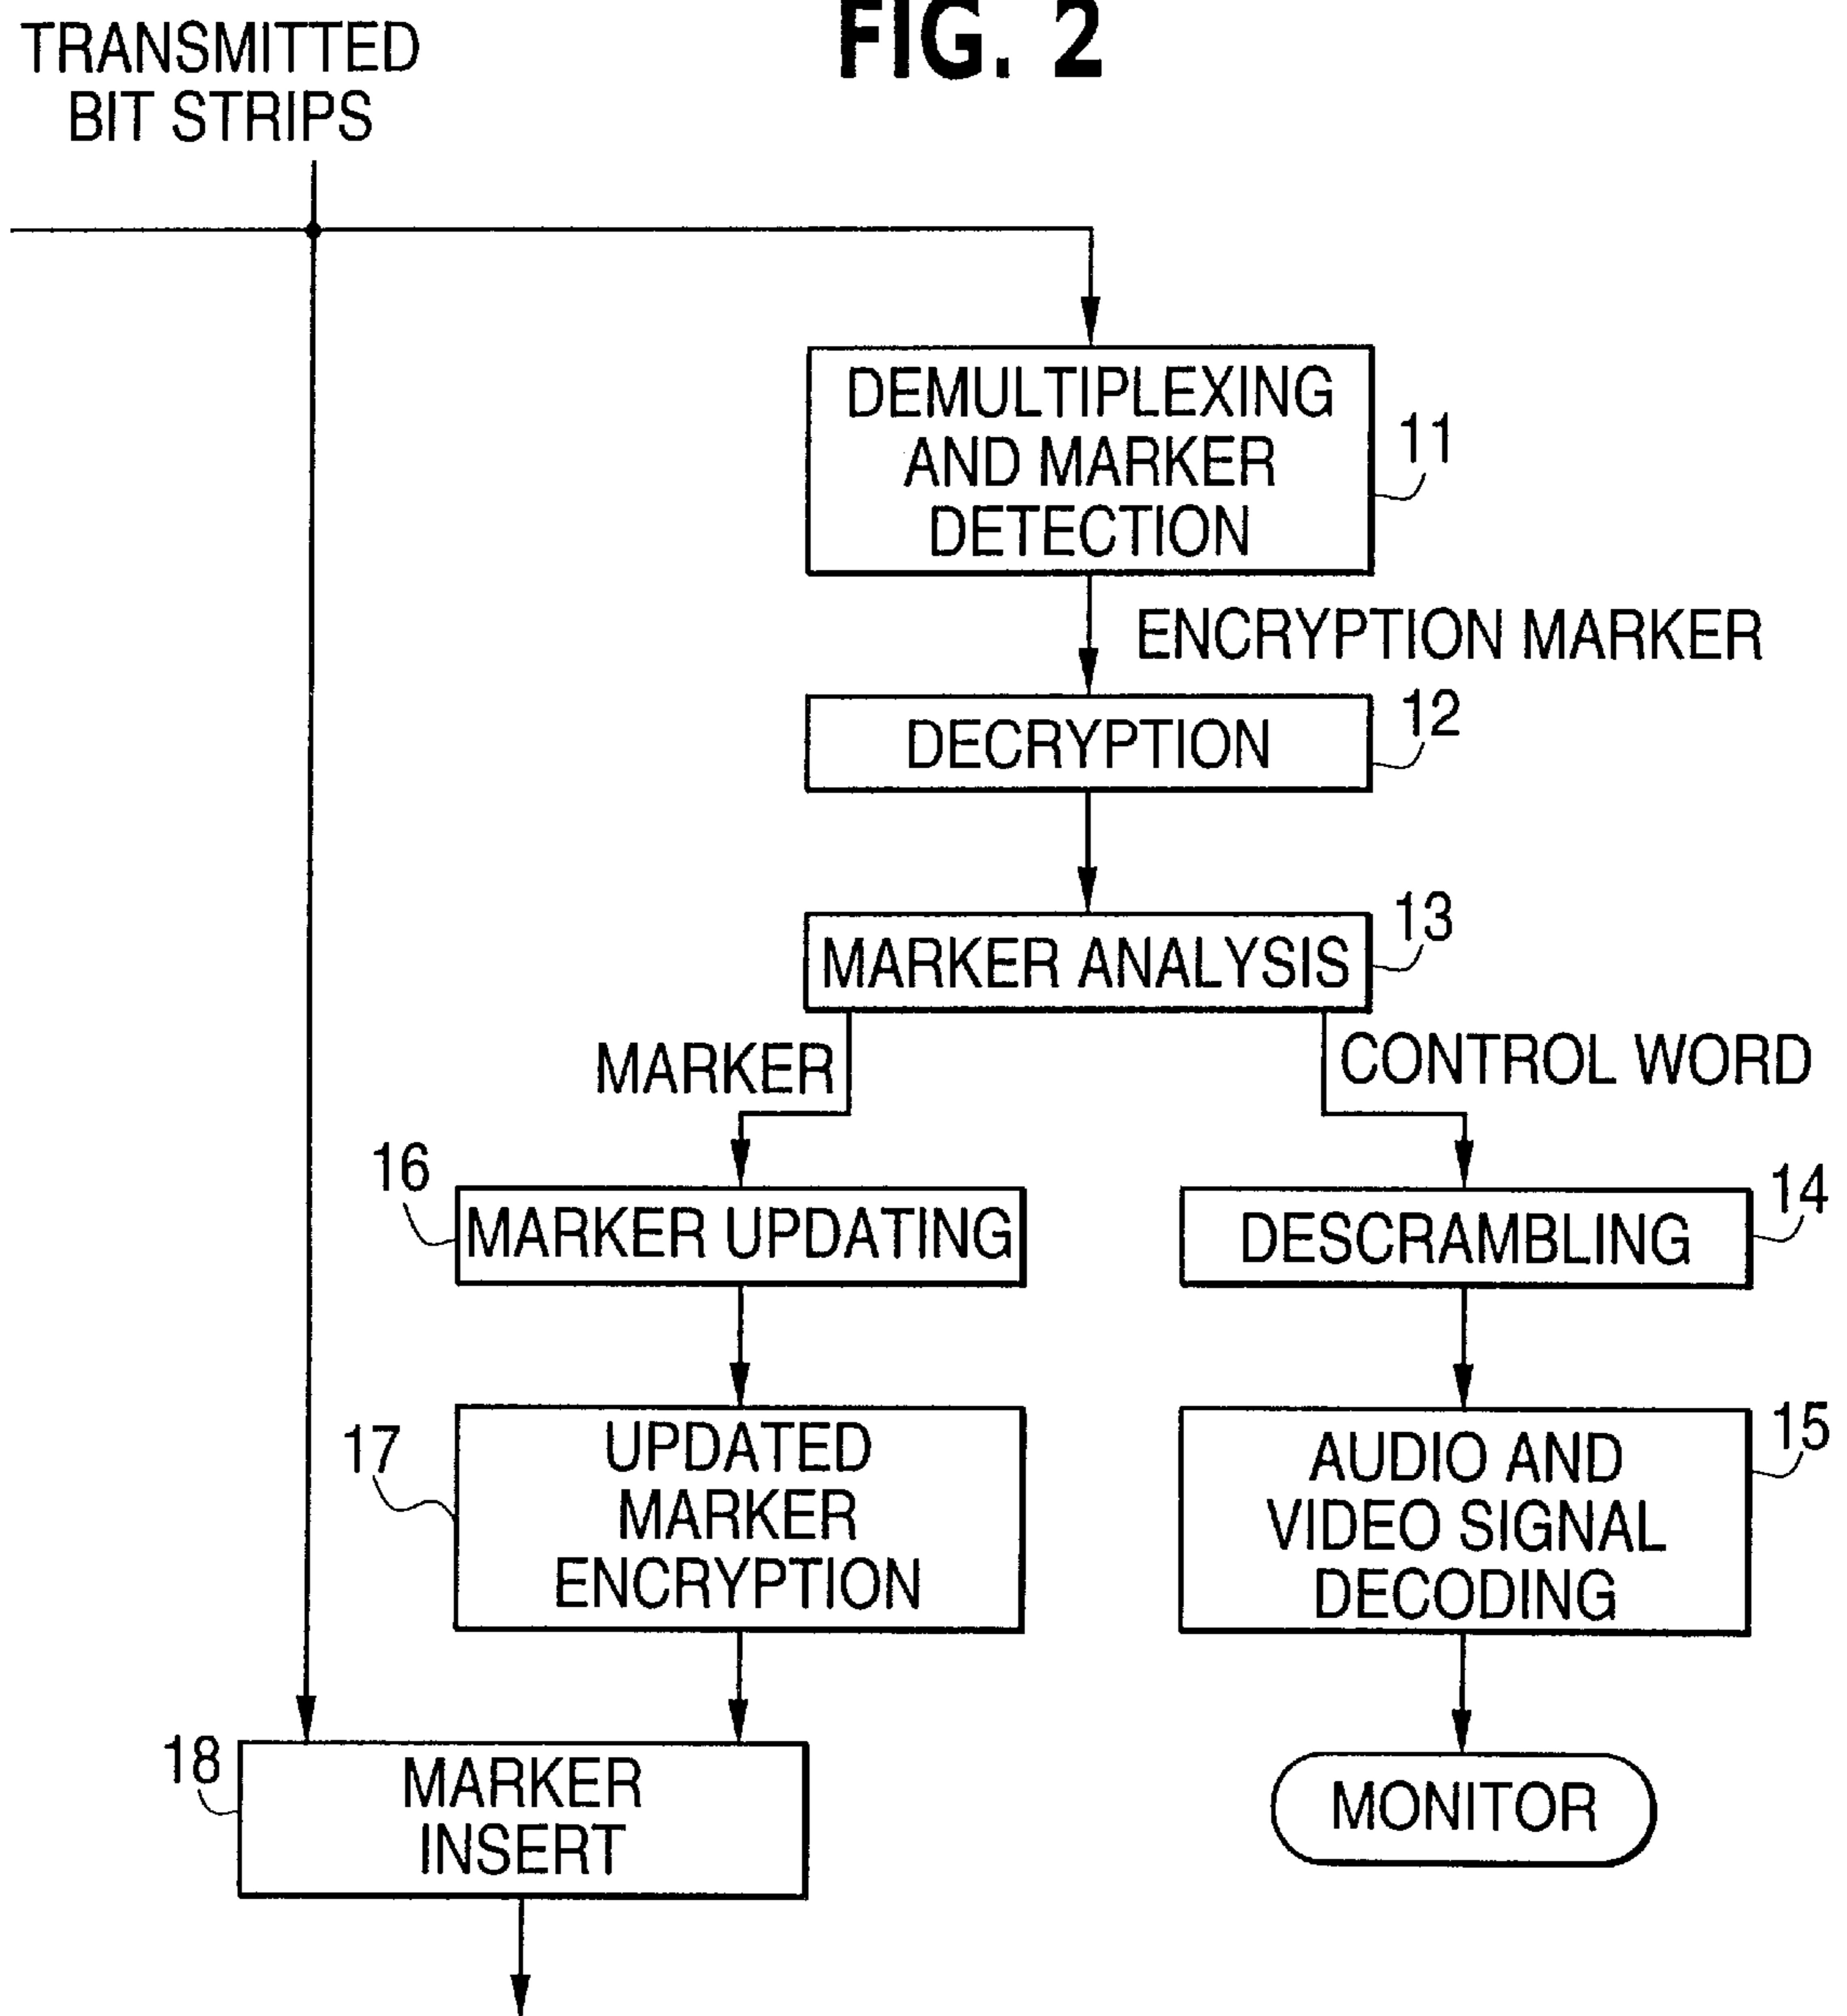 FIG. 2
TRANSMITTED
BIT STRIPS
DEMULTIPLEXING
AND MARKER
DETECTION
11
ENCRYPTION MARKER
DECRYPTION
12
MARKER ANALYSIS
13
MARKER
CONTROL WORD
16
MARKER UPDATING
DESCRAMBLING
14
17
UPDATED
MARKER
ENCRYPTION
AUDIO AND
VIDEO SIGNAL
DECODING
15
18
MARKER
INSERT
MONITOR